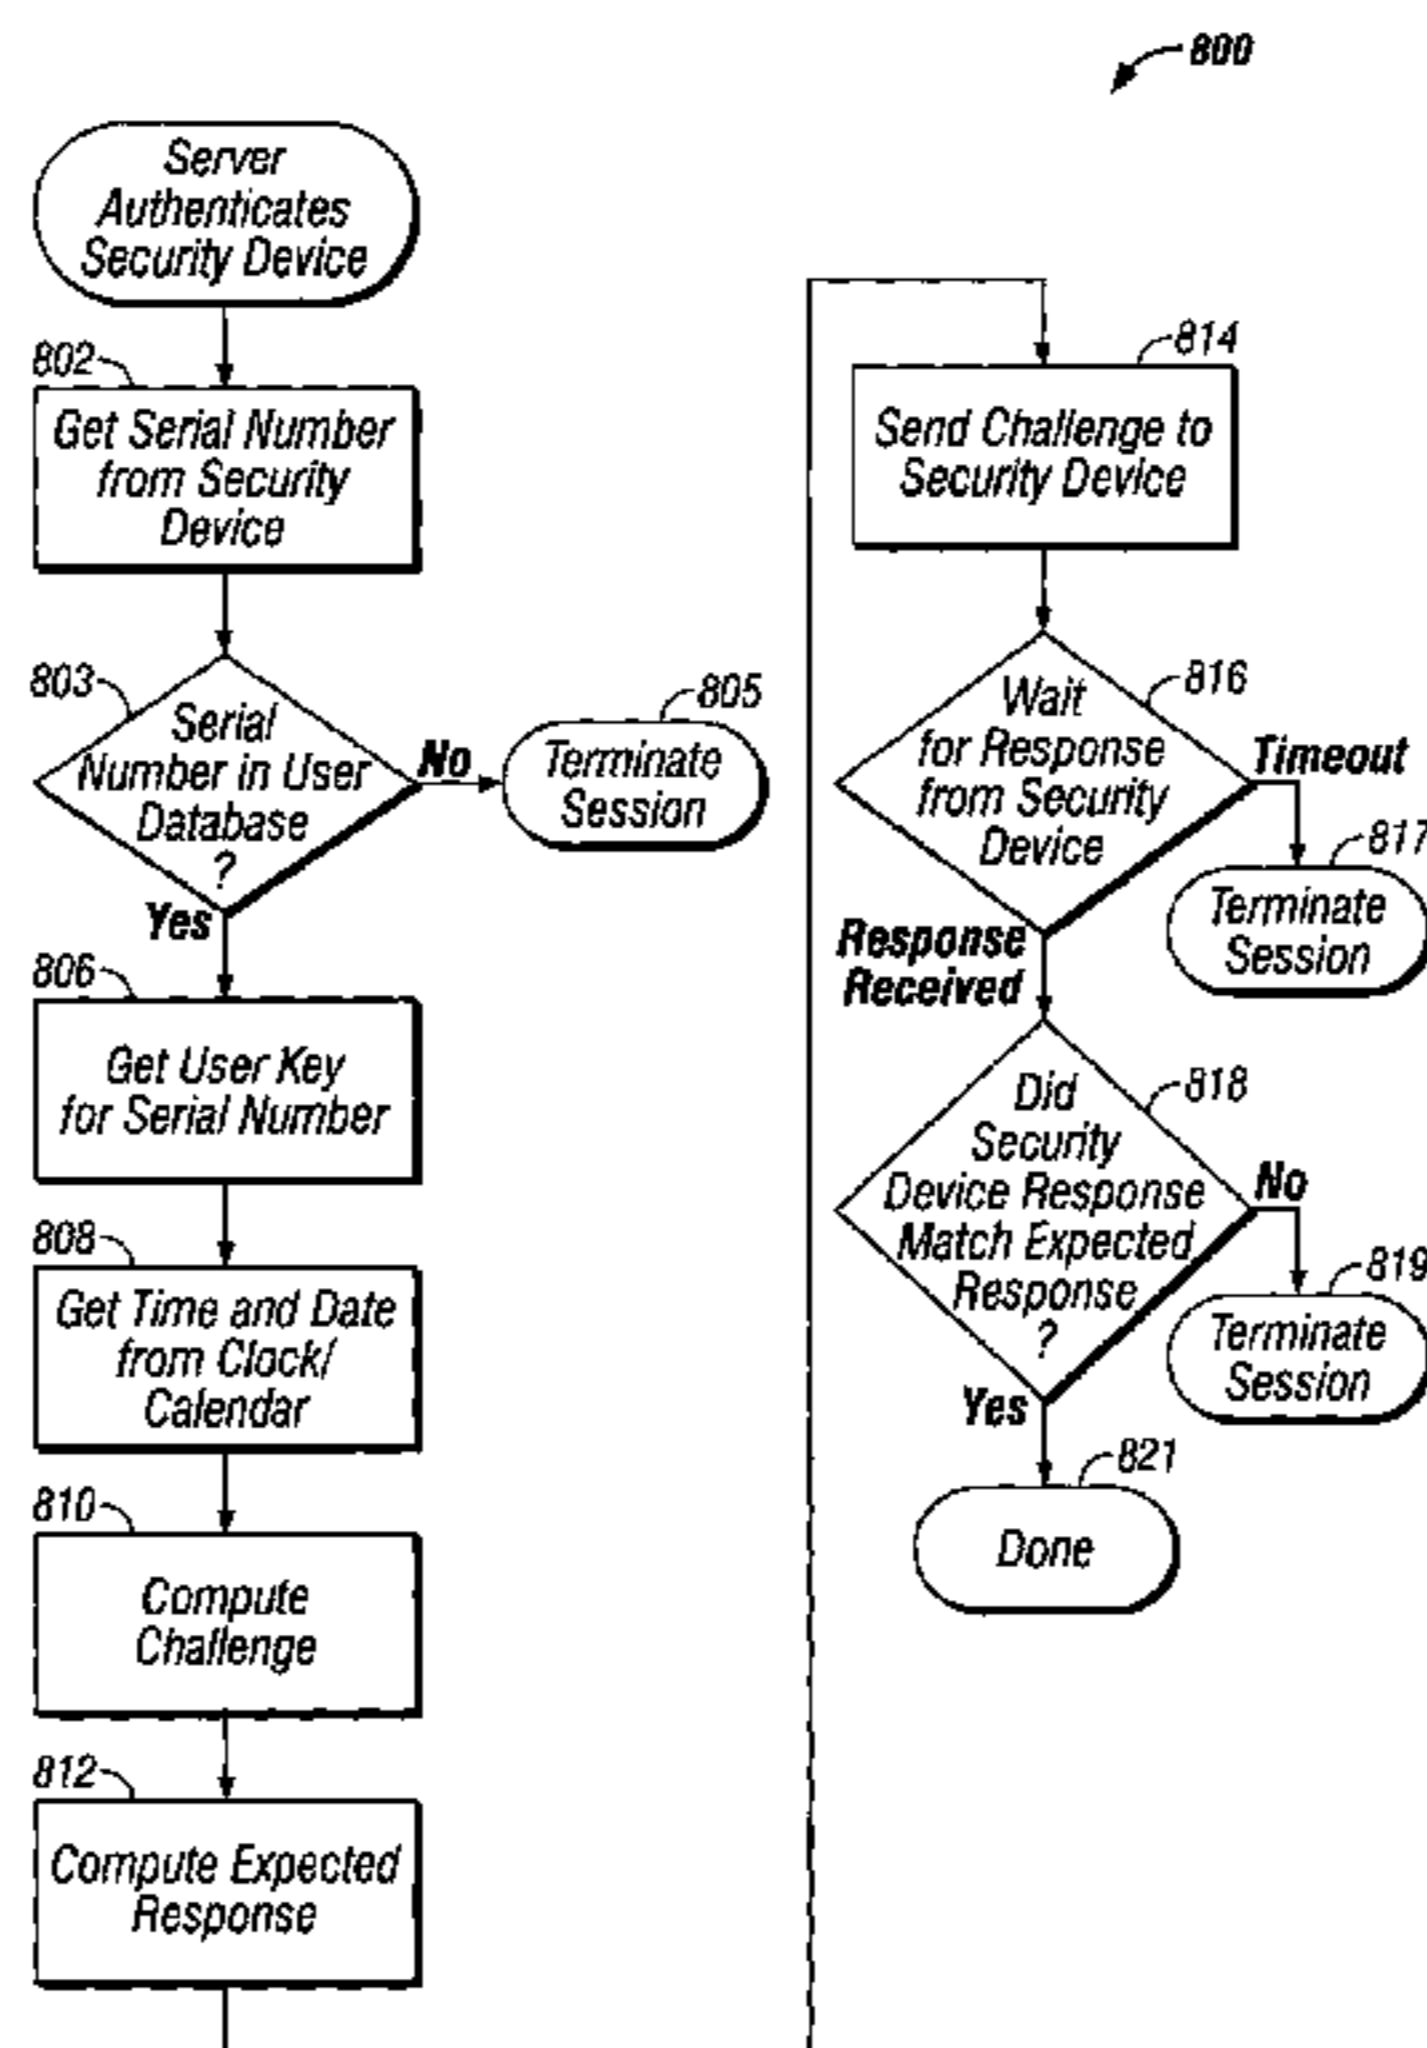 800
Server
Authenticates
Security Device
802
Get Serial Number
from Security
Device
803
Serial
Number in User
Database
?
No
805
Terminate
Session
Yes
806
Get User Key
for Serial Number
808
Get Time and Date
from Clock/
Calendar
810
Compute
Challenge
812
Compute Expected
Response
814
Send Challenge to
Security Device
816
Wait
for Response
from Security
Device
Timeout
817
Terminate
Session
Response
Received
818
Did
Security
Device Response
Match Expected
Response
?
No
819
Terminate
Session
Yes
821
Done